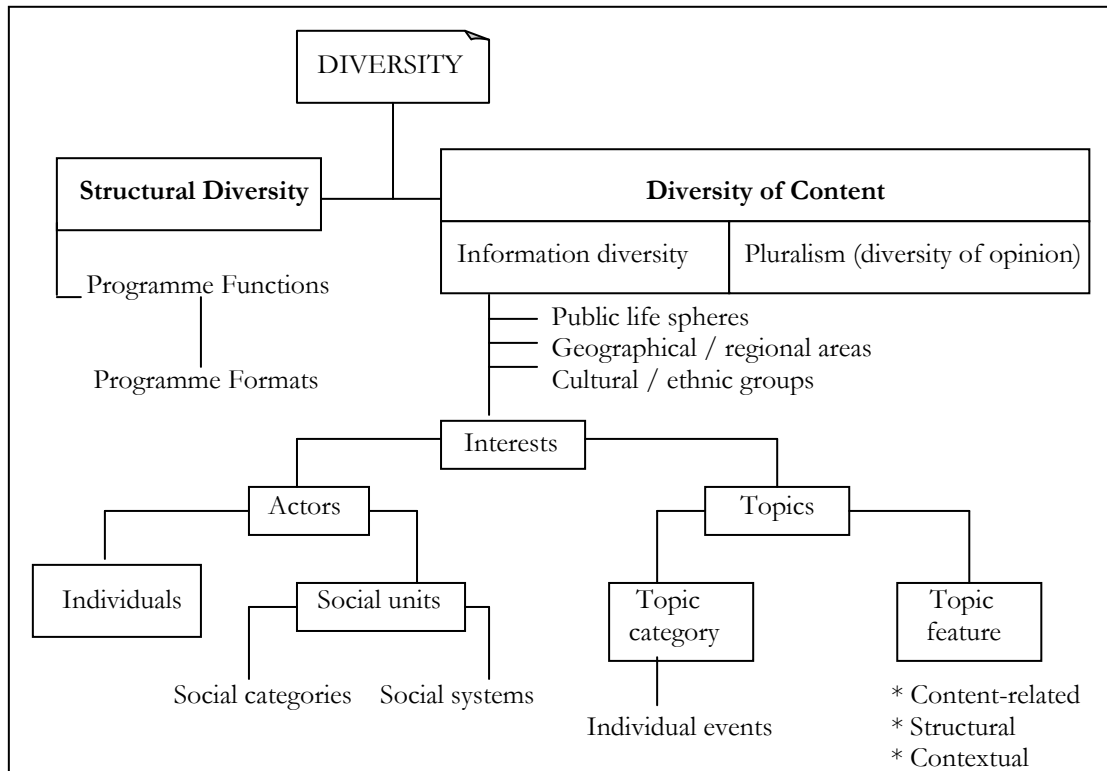 DIVERSITY
Structural Diversity
Diversity of Content
Information diversity
Pluralism (diversity of opinion)
Programme Functions
Programme Formats
Public life spheres
Geographical / regional areas
Cultural / ethnic groups
Interests
Actors
Topics
Individuals
Social units
Topic
category
Topic
feature
Social categories
Social systems
Individual events
* Content-related
* Structural
* Contextual